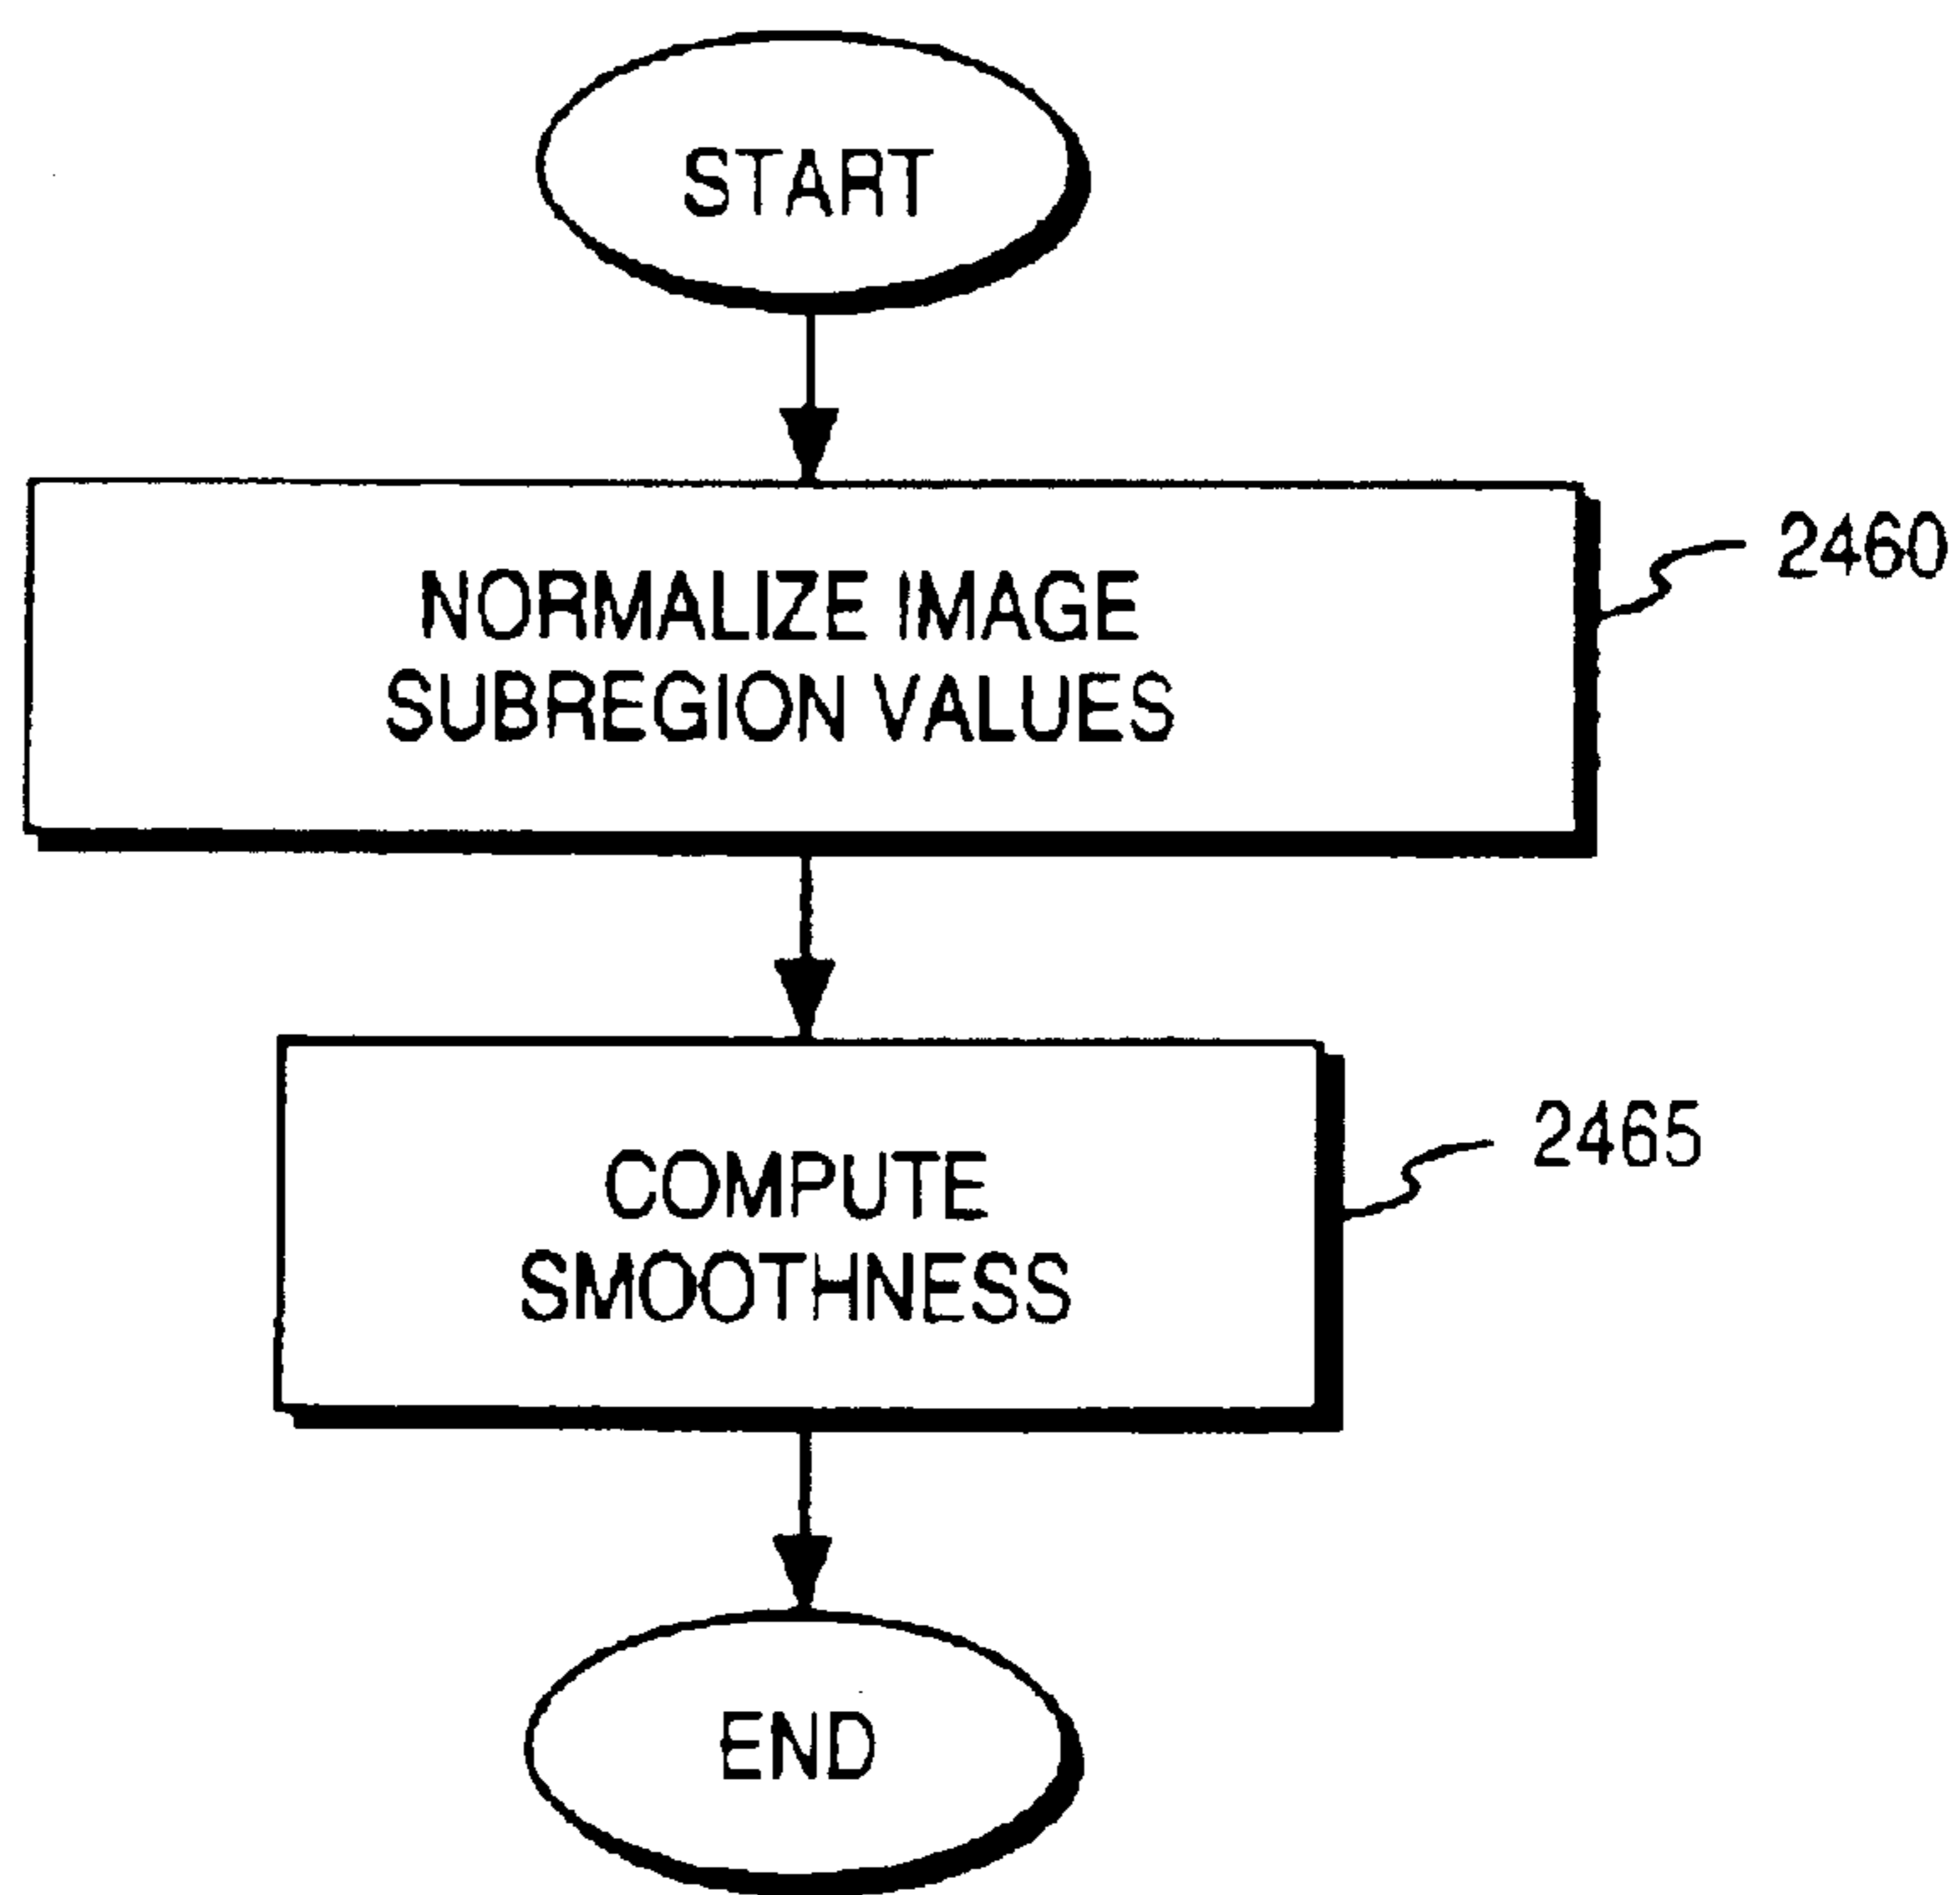 START
NORMALIZE IMAGE
SUBREGION VALUES
2460
COMPUTE
SMOOTHNESS
2465
END